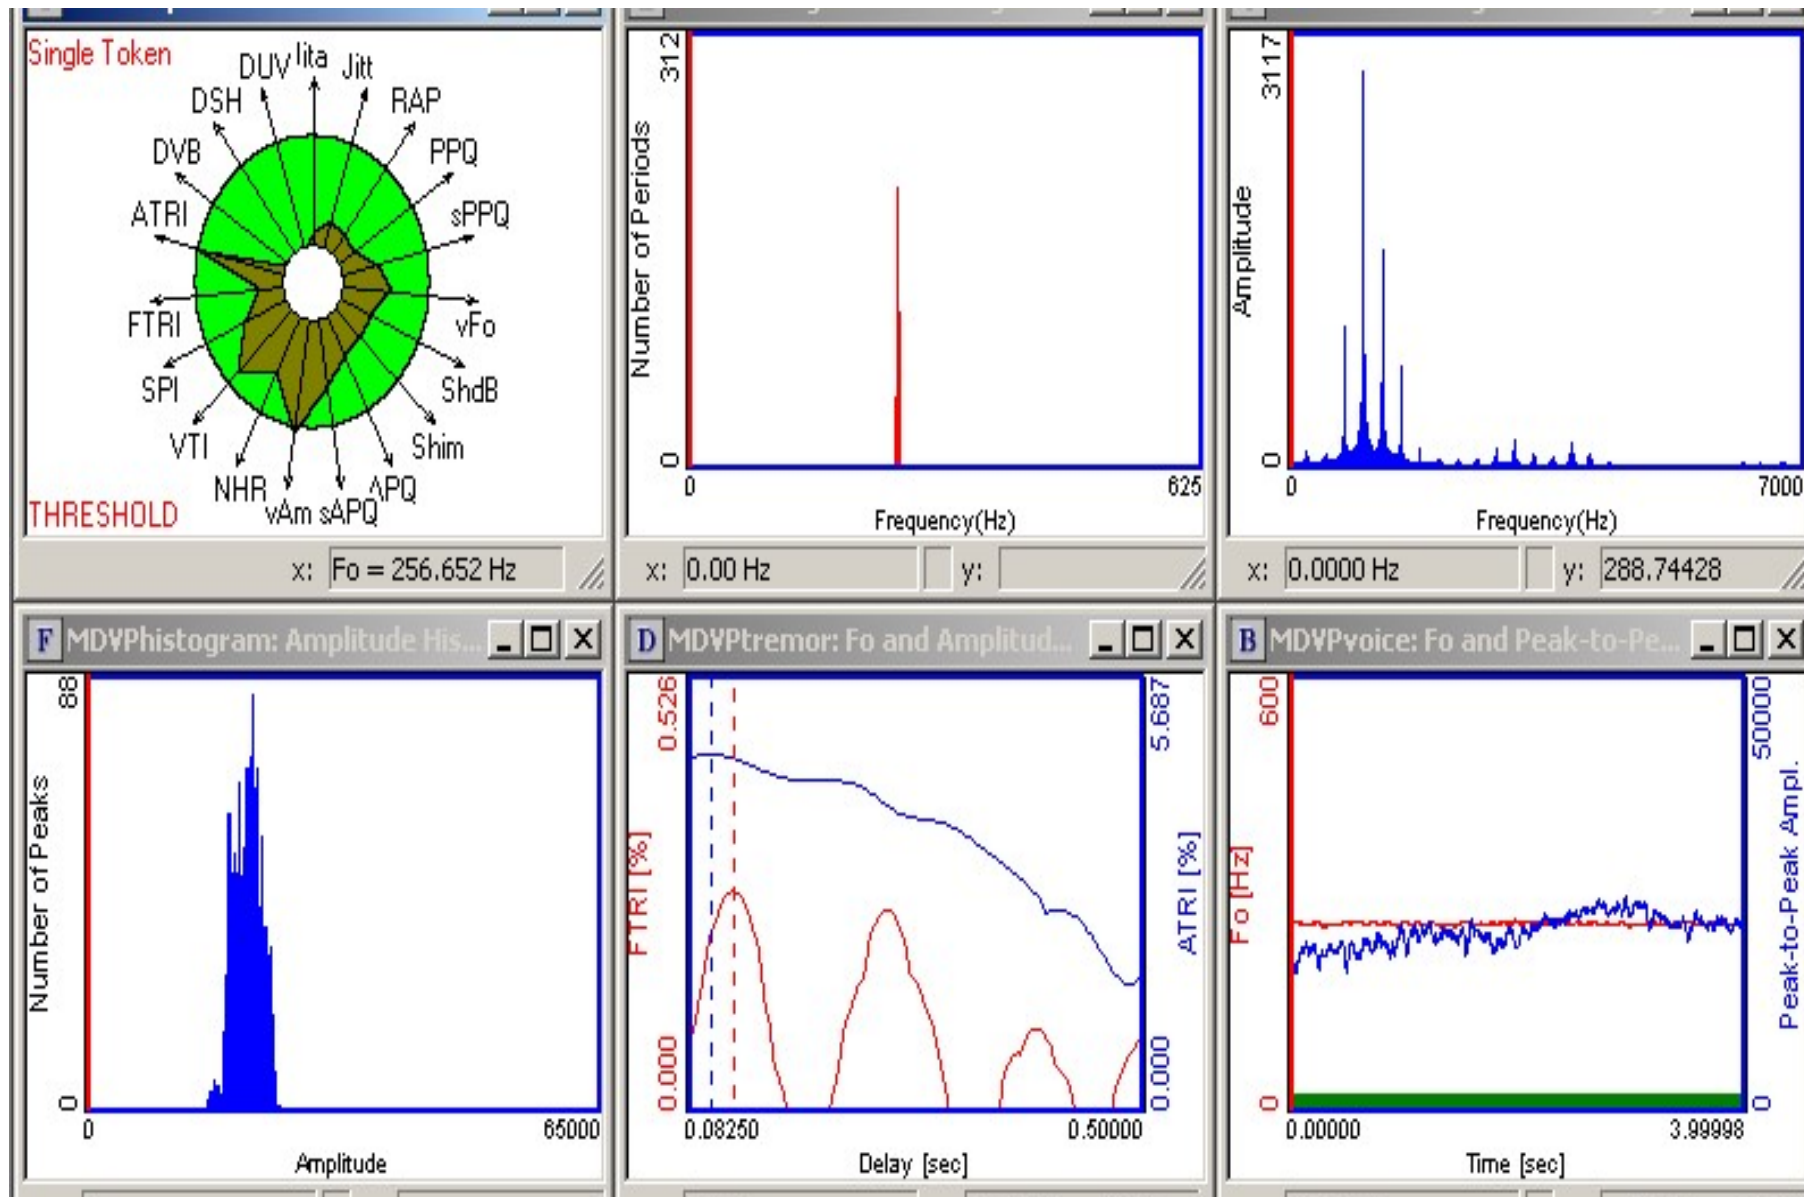 Single Token
Jita
DUV
Jitt
DSH
RAP
DVB
PPQ
ATRI
sPPQ
FTRI
vFo
SPI
ShdB
VTI
Shim
NHR
APQ
vAm
sAPQ
THRESHOLD
x: Fo = 256.652 Hz
312
Number of Periods
0
0
625
Frequency(Hz)
x: 0.00 Hz
y:
3117
Amplitude
0
0
7000
Frequency(Hz)
x: 0.0000 Hz
y: 288.74428
F MDVPhistogram: Amplitude His...
88
Number of Peaks
0
0
65000
Amplitude
D MDVPtremor: Fo and Amplitud...
0.526
FTRI [%]
0.000
5.687
ATRI [%]
0.000
0.08250
0.50000
Delay [sec]
B MDVPvoice: Fo and Peak-to-Pe...
600
Fo [Hz]
0
50000
Peak-to-Peak Ampl.
0
0.00000
3.99998
Time [sec]